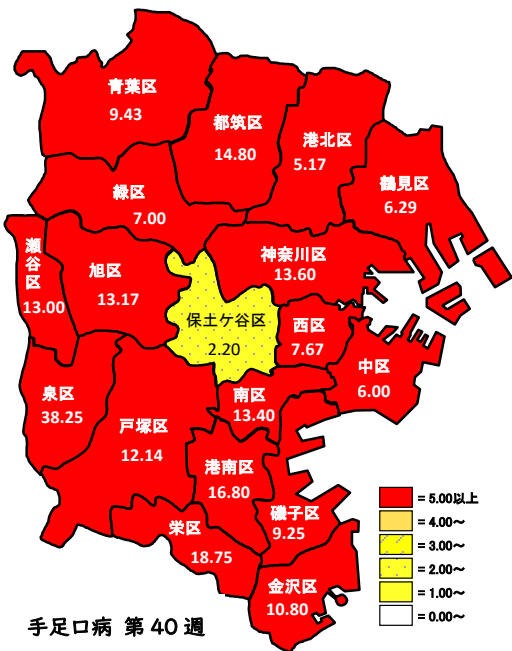 青葉区
9.43
都筑区
14.80
港北区
5.17
鶴見区
6.29
緑区
7.00
瀬谷区
13.00
旭区
13.17
神奈川区
13.60
保土ケ谷区
2.20
西区
7.67
中区
6.00
泉区
38.25
戸塚区
12.14
南区
13.40
港南区
16.80
磯子区
9.25
栄区
18.75
金沢区
10.80
= 5.00以上
= 4.00～
= 3.00～
= 2.00～
= 1.00～
= 0.00～
手足口病 第 40 週